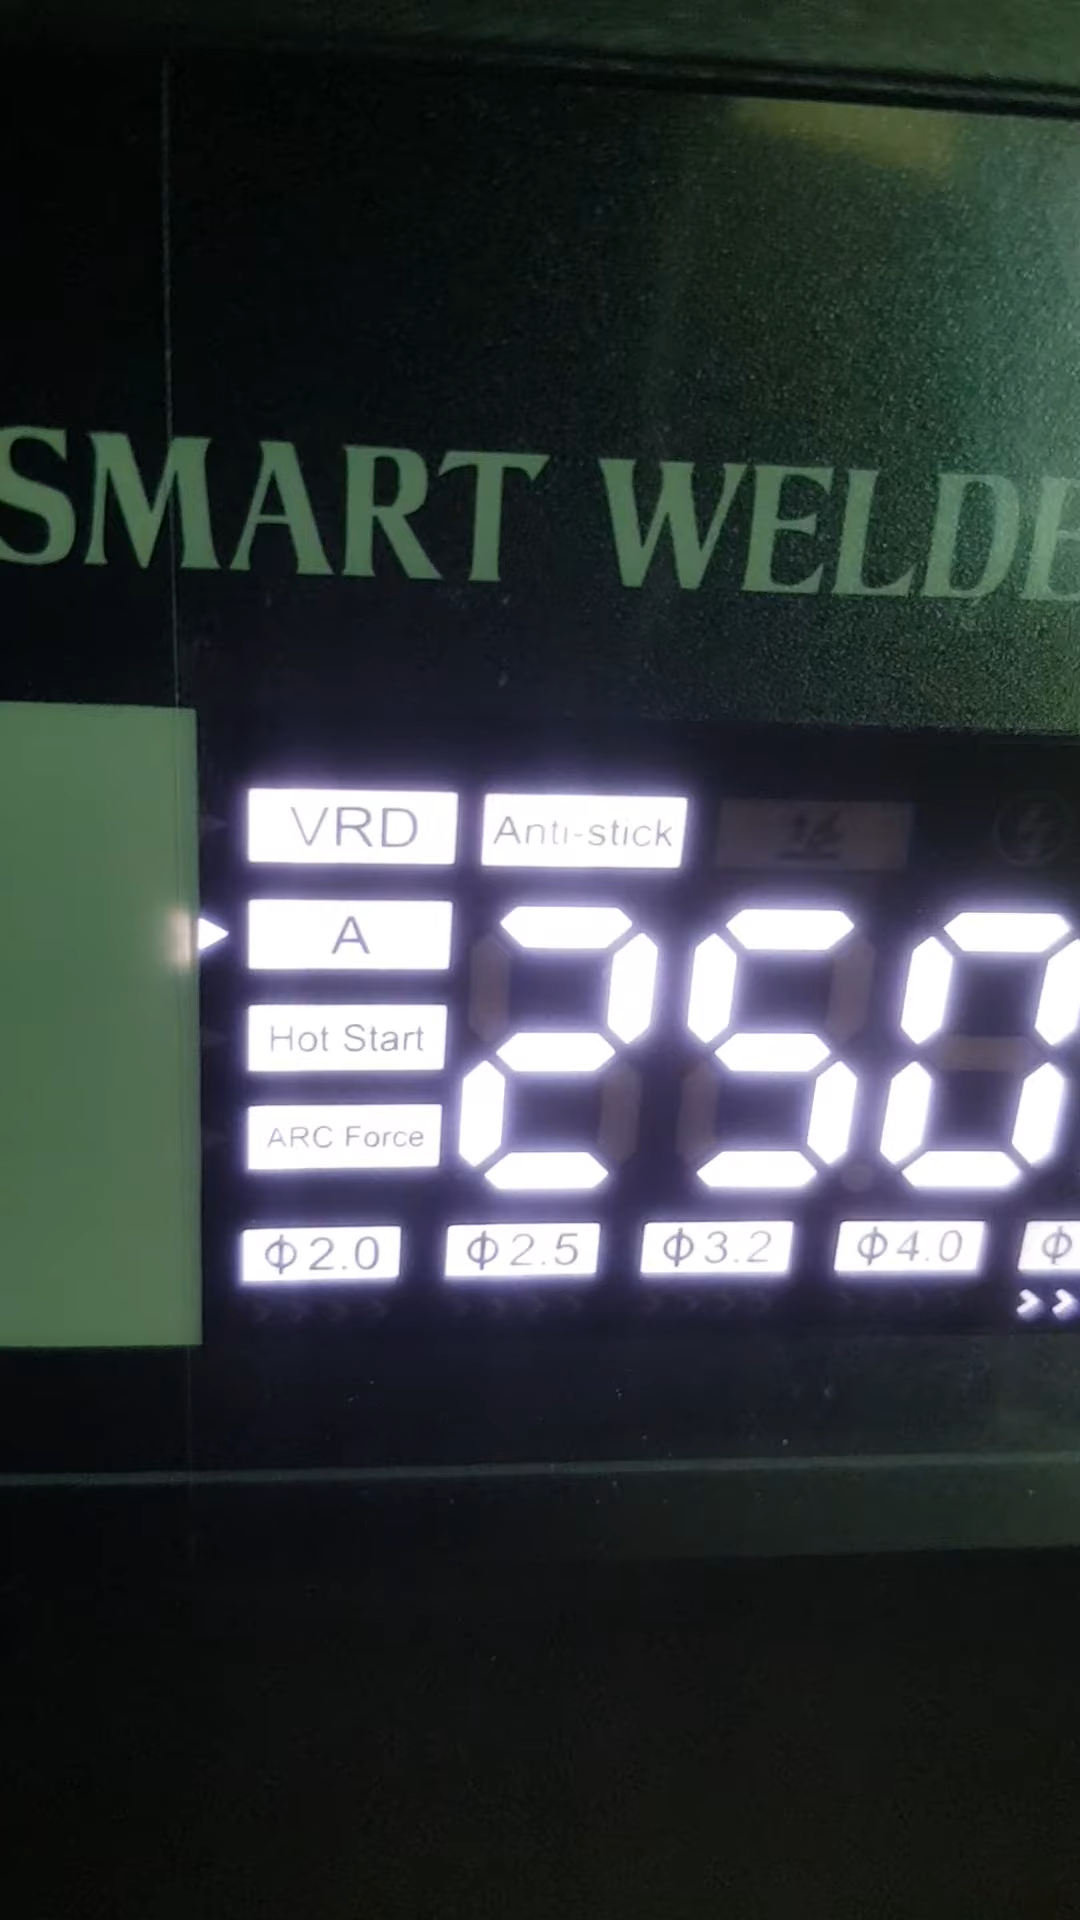 SMART WELDE
VRD Anti-stick
A 250
Hot Start
ARC Force
Φ2.0 Φ2.5 Φ3.2 Φ4.0 Φ
>>